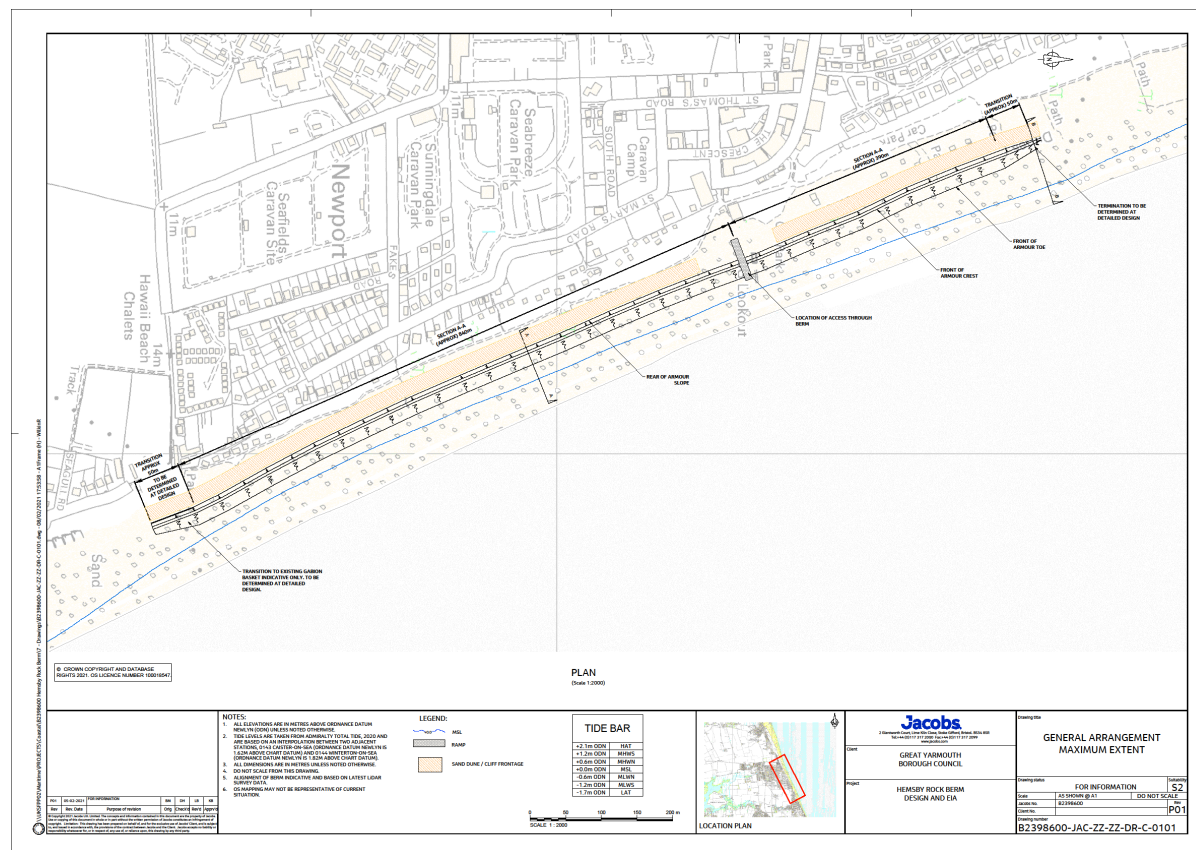 Newport
Seafields
Caravan Site
Sunningdale
Caravan Park
Seabreeze
Caravan Park
Caravan
Camp
SOUTH ROAD
ST THOMAS'S ROAD
THE CRESCENT
ST MARY'S
ROAD
Car Park
Path
Path
11m
11m
14m
Hawaii Beach
Chalets
Track
SEAGULL RD
Sand
Lookout
N
TRANSITION
(APPROX) 50m
SECTION A-A
(APPROX) 390m
TERMINATION TO BE
DETERMINED AT
DETAILED DESIGN
FRONT OF
ARMOUR TOE
FRONT OF
ARMOUR CREST
LOCATION OF ACCESS THROUGH
BERM
SECTION A-A
(APPROX) 840m
REAR OF ARMOUR
SLOPE
TRANSITION
APPROX
50m
TO BE
DETERMINED
AT DETAILED
DESIGN
TRANSITION TO EXISTING GABION
BASKET INDICATIVE ONLY. TO BE
DETERMINED AT DETAILED
DESIGN.
© CROWN COPYRIGHT AND DATABASE
RIGHTS 2021. OS LICENCE NUMBER 100018547.
PLAN
(Scale 1:2000)
NOTES:
1. ALL ELEVATIONS ARE IN METRES ABOVE ORDNANCE DATUM
NEWLYN (ODN) UNLESS NOTED OTHERWISE.
2. TIDE LEVELS ARE TAKEN FROM ADMIRALTY TOTAL TIDE, 2020 AND
ARE BASED ON AN INTERPOLATION BETWEEN TWO ADJACENT
STATIONS, 0143 CAISTER-ON-SEA (ORDNANCE DATUM NEWLYN IS
1.62M ABOVE CHART DATUM) AND 0144 WINTERTON-ON-SEA
(ORDNANCE DATUM NEWLYN IS 1.82M ABOVE CHART DATUM).
3. ALL DIMENSIONS ARE IN METRES UNLESS NOTED OTHERWISE.
4. DO NOT SCALE FROM THIS DRAWING.
5. ALIGNMENT OF BERM INDICATIVE AND BASED ON LATEST LIDAR
SURVEY DATA.
6. OS MAPPING MAY NOT BE REPRESENTATIVE OF CURRENT
SITUATION.
LEGEND:
MSL
RAMP
SAND DUNE / CLIFF FRONTAGE
TIDE BAR
+2.1m ODN HAT
+1.2m ODN MHWS
+0.6m ODN MHWN
+0.0m ODN MSL
-0.6m ODN MLWN
-1.2m ODN MLWS
-1.7m ODN LAT
0 50 100 150 200 m
SCALE 1 : 2000
LOCATION PLAN
Jacobs
Client
GREAT YARMOUTH
BOROUGH COUNCIL
Project
HEMSBY ROCK BERM
DESIGN AND EIA
Drawing title
GENERAL ARRANGEMENT
MAXIMUM EXTENT
Drawing status
FOR INFORMATION
Suitability
S2
Scale AS SHOWN @ A1 DO NOT SCALE
Jacobs No. B2398600
Rev
P01
Client No.
Drawing number
B2398600-JAC-ZZ-ZZ-DR-C-0101
P01 05-02-2021 FOR INFORMATION
Rev Rev. Date Purpose of revision